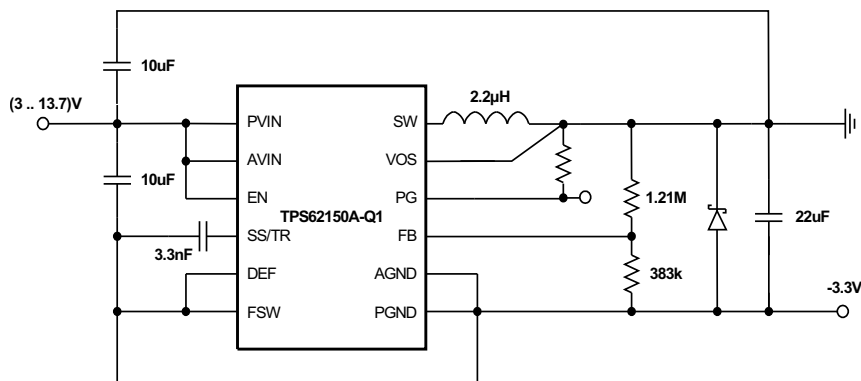 10uF
(3 .. 13.7)V
10uF
3.3nF
PVIN
AVIN
EN
TPS62150A-Q1
SS/TR
DEF
FSW
SW
VOS
PG
FB
AGND
PGND
2.2µH
1.21M
383k
22uF
-3.3V